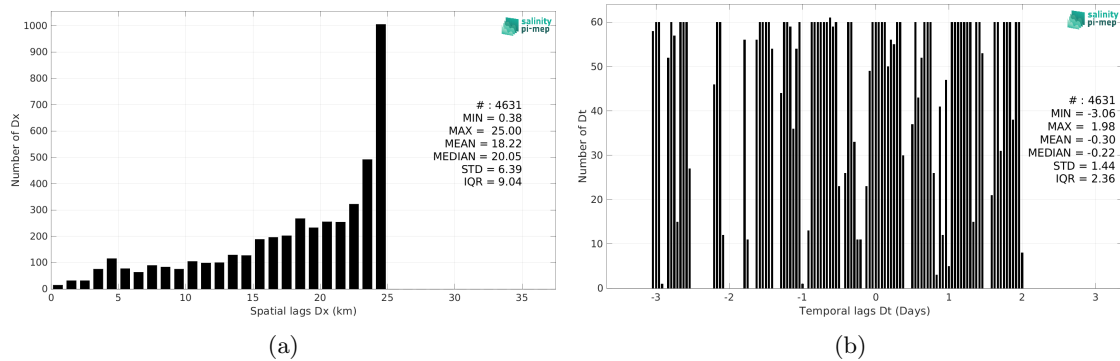 salinity
pi-mep
1000
900
800
700
600
500
400
300
200
100
0
Number of Dx
# : 4631
MIN = 0.38
MAX = 25.00
MEAN = 18.22
MEDIAN = 20.05
STD = 6.39
IQR = 9.04
0 5 10 15 20 25 30 35
Spatial lags Dx (km)
(a)
salinity
pi-mep
60
50
40
30
20
10
0
Number of Dt
# : 4631
MIN = -3.06
MAX = 1.98
MEAN = -0.30
MEDIAN = -0.22
STD = 1.44
IQR = 2.36
-3 -2 -1 0 1 2 3
Temporal lags Dt (Days)
(b)